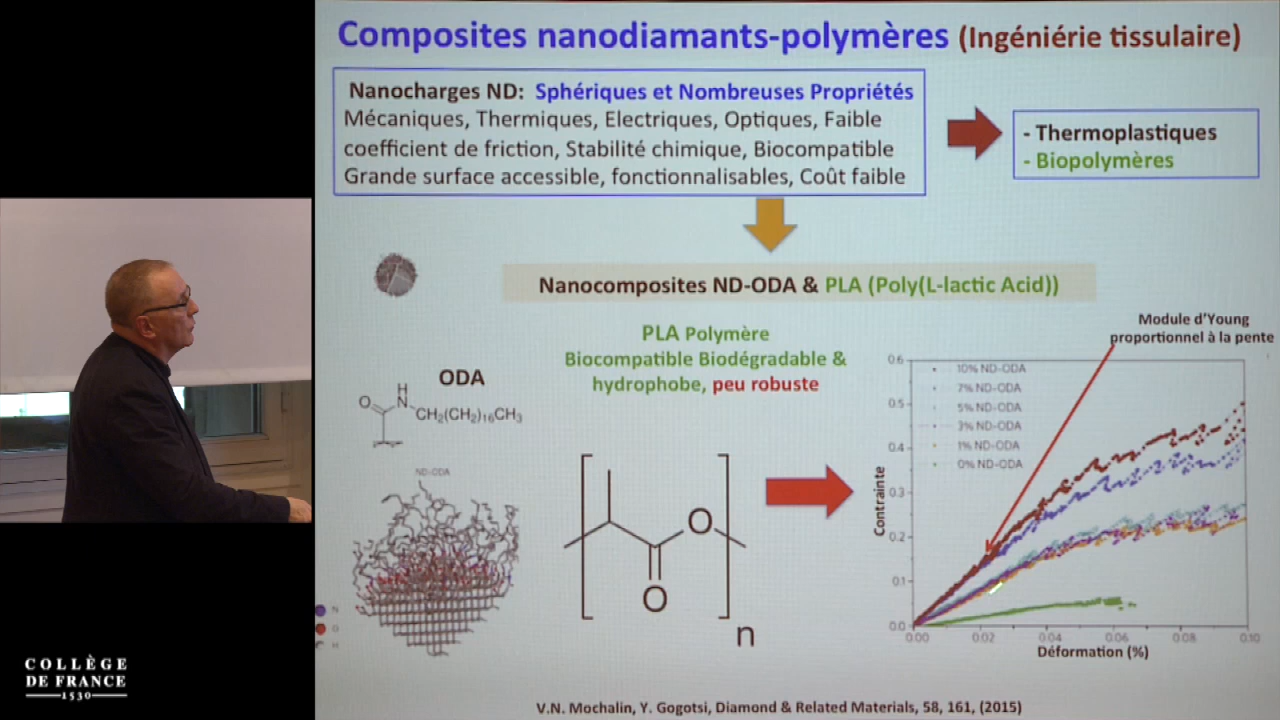 Composites nanodiamants-polymères (Ingéniérie tissulaire)
Nanocharges ND: Sphériques et Nombreuses Propriétés
Mécaniques, Thermiques, Electriques, Optiques, Faible
coefficient de friction, Stabilité chimique, Biocompatible
Grande surface accessible, fonctionnalisables, Coût faible
- Thermoplastiques
- Biopolymères
Nanocomposites ND-ODA & PLA (Poly(L-lactic Acid))
PLA Polymère
Biocompatible Biodégradable &
hydrophobe, peu robuste
ODA
H
O
N
CH₂(CH₂)₁₆CH₃
ND-ODA
N
O
H
O
O
n
Module d'Young
proportionnel à la pente
10% ND-ODA
7% ND-ODA
5% ND-ODA
3% ND-ODA
1% ND-ODA
0% ND-ODA
0.6
0.5
0.4
0.3
0.2
0.1
0.0
Contrainte
0.00 0.02 0.04 0.06 0.08 0.10
Déformation (%)
COLLÈGE
DE FRANCE
1530
V.N. Mochalin, Y. Gogotsi, Diamond & Related Materials, 58, 161, (2015)